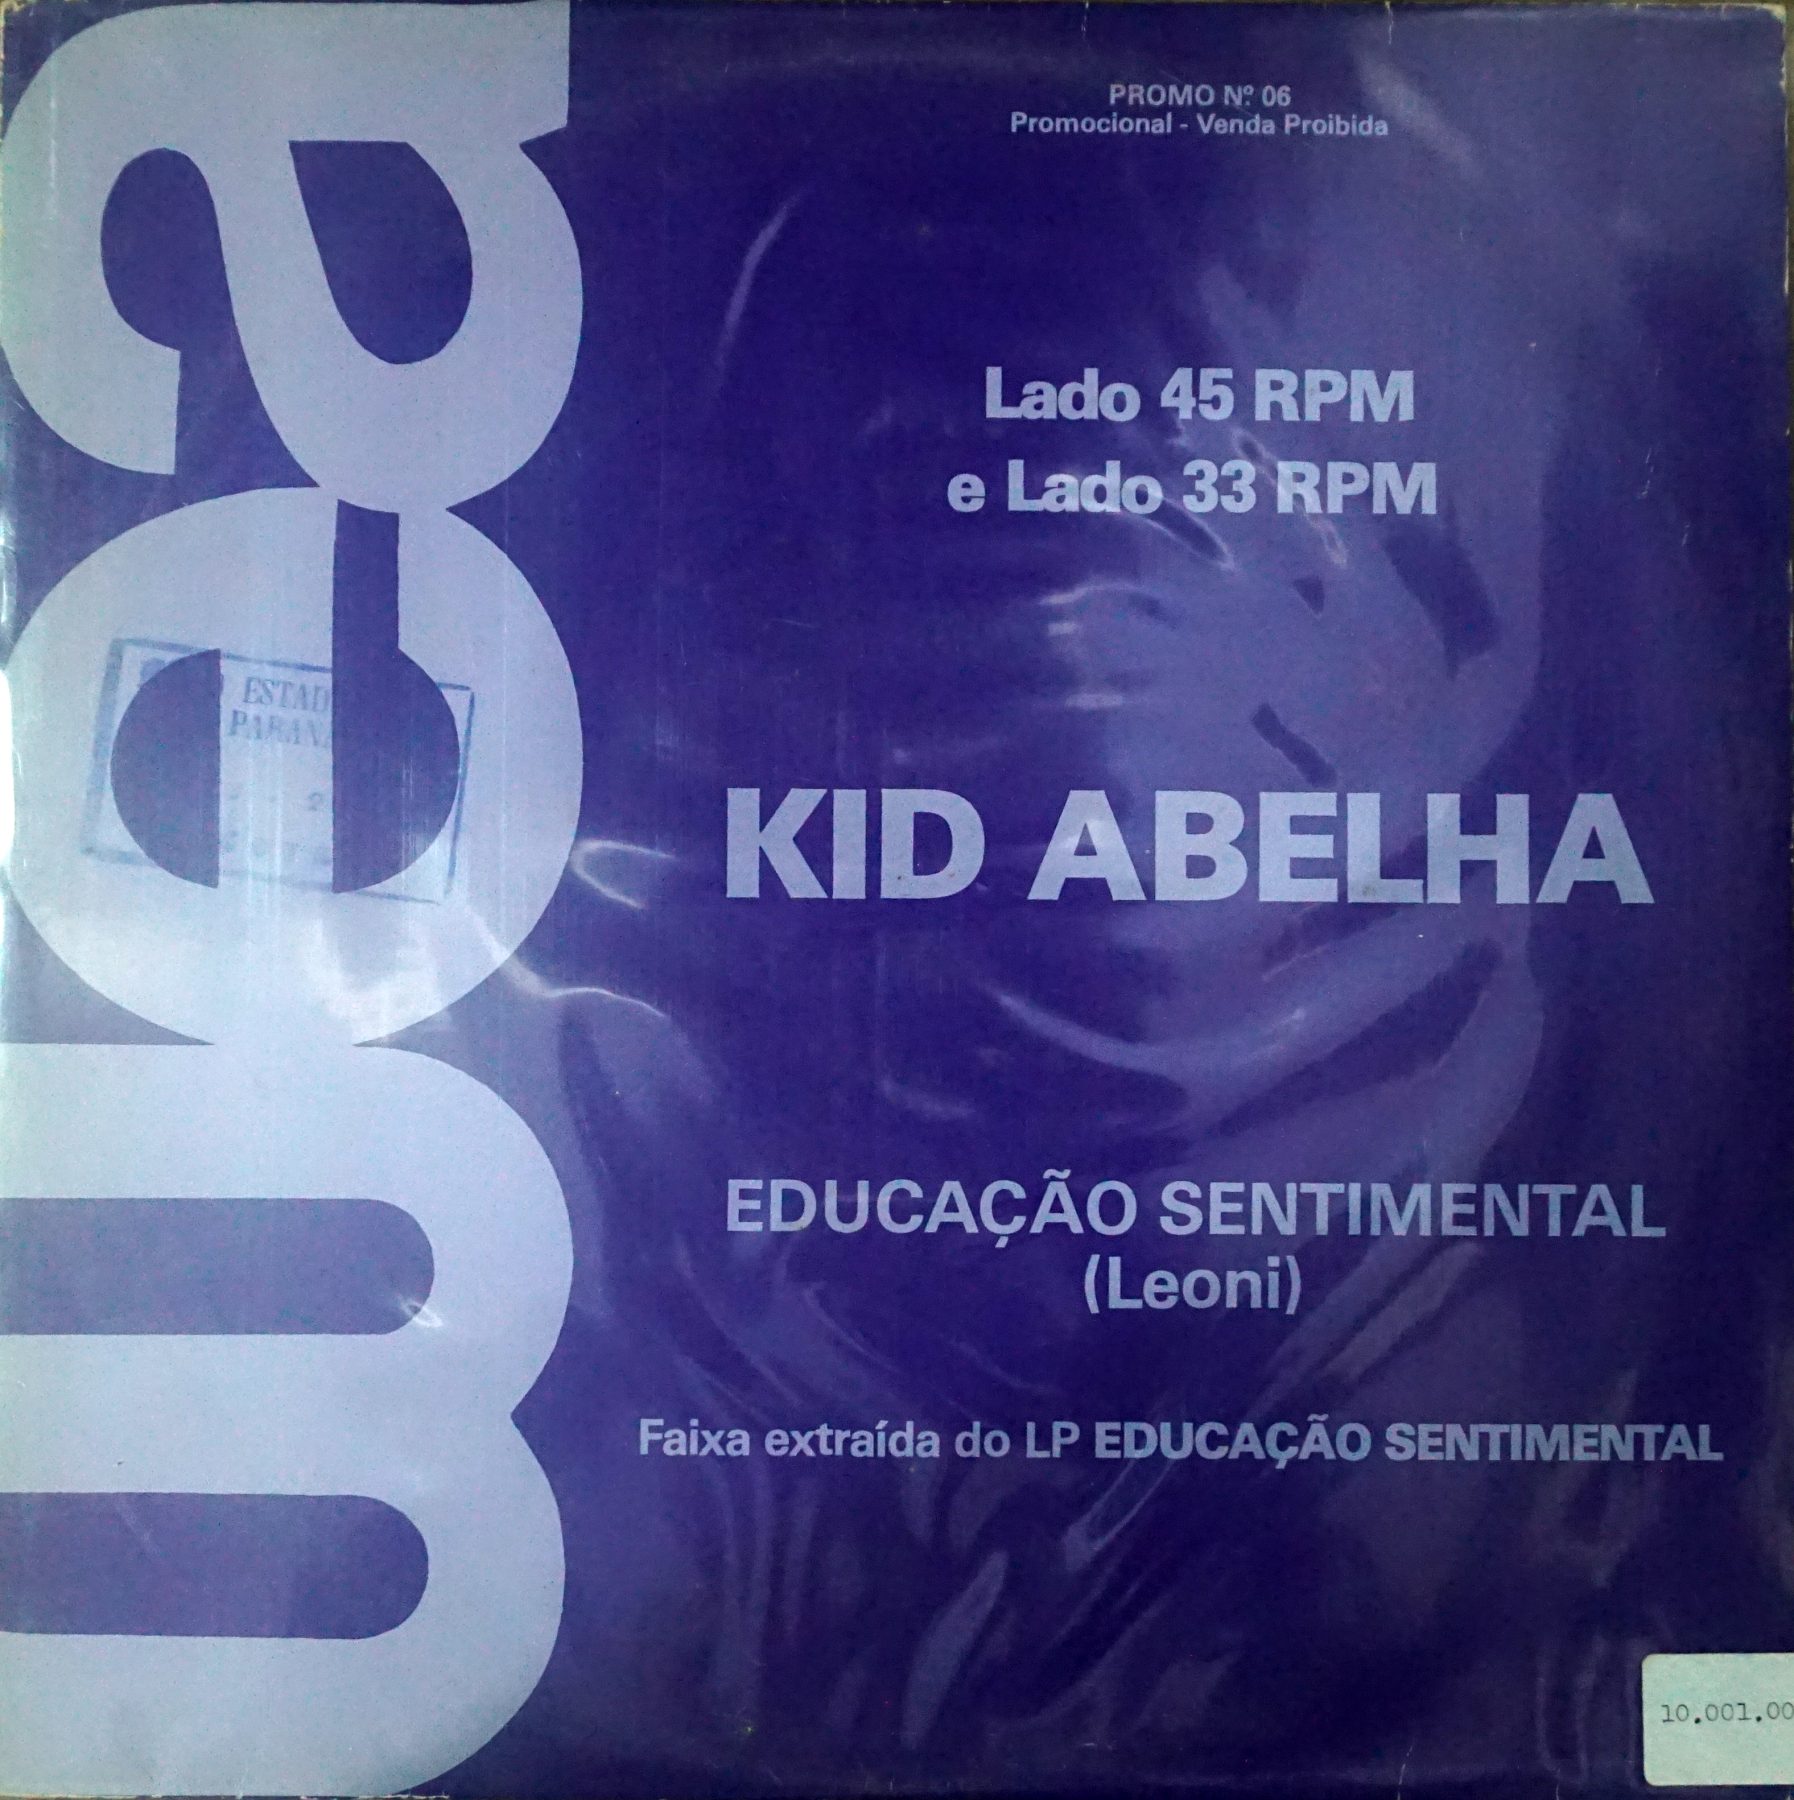 PROMO Nº 06
Promocional - Venda Proibida
Lado 45 RPM
e Lado 33 RPM
wea
KID ABELHA
EDUCAÇÃO SENTIMENTAL
(Leoni)
Faixa extraída do LP EDUCAÇÃO SENTIMENTAL
10.001.00